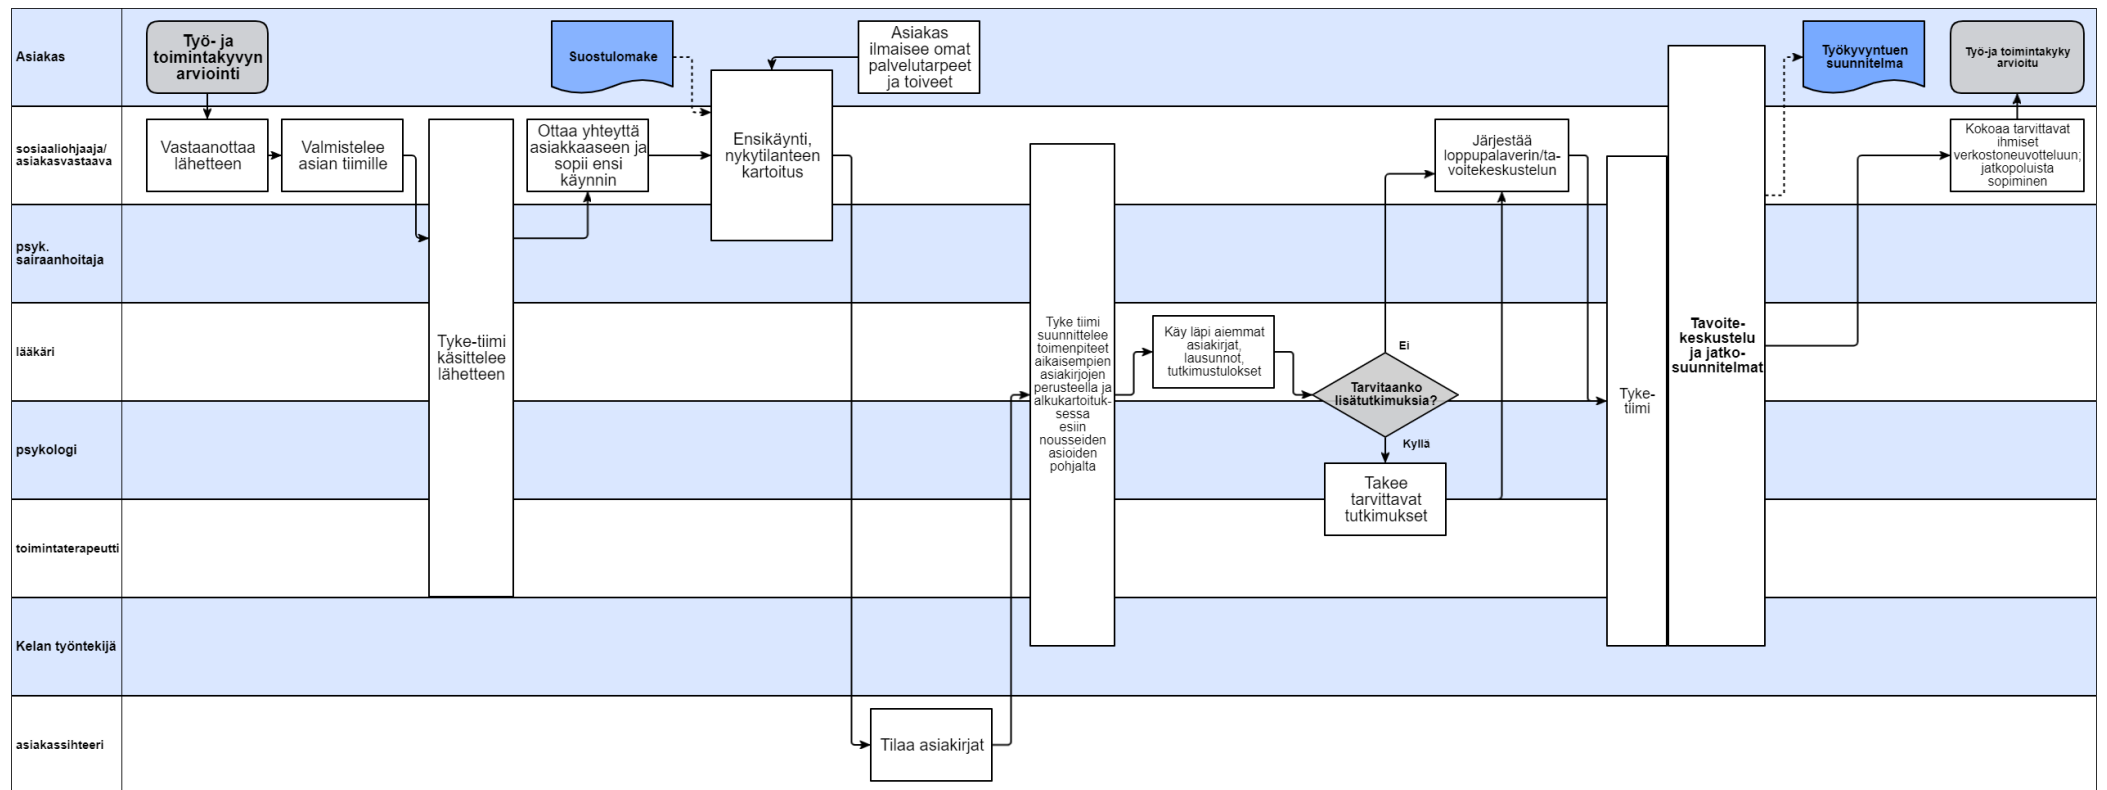 Asiakas
Työ- ja
toimintakyvyn
arviointi
Suostulomake
Asiakas
ilmaisee omat
palvelutarpeet
ja toiveet
Työkyvyntuen
suunnitelma
Työ-ja toimintakyky
arvioitu
sosiaaliohjaaja/
asiakasvastaava
Vastaanottaa
lähetteen
Valmistelee
asian tiimille
Ottaa yhteyttä
asiakkaaseen ja
sopii ensi
käynnin
Ensikäynti,
nykytilanteen
kartoitus
Järjestää
loppupalaverin/ta-
voitekeskustelun
Kokoaa tarvittavat
ihmiset
verkostoneuvotteluun;
jatkopoluista
sopiminen
psyk.
sairaanhoitaja
lääkäri
Tyke-tiimi
käsittelee
lähetteen
Tyke tiimi
suunnittelee
toimenpiteet
aikaisempien
asiakirjojen
perusteella ja
alkukartoituk-
sessa
esiin
nousseiden
asioiden
pohjalta
Käy läpi aiemmat
asiakirjat,
lausunnot,
tutkimustulokset
Ei
Tarvitaanko
lisätutkimuksia?
Kyllä
Tyke-
tiimi
Tavoite-
keskustelu
ja jatko-
suunnitelmat
psykologi
Takee
tarvittavat
tutkimukset
toimintaterapeutti
Kelan työntekijä
asiakassihteeri
Tilaa asiakirjat